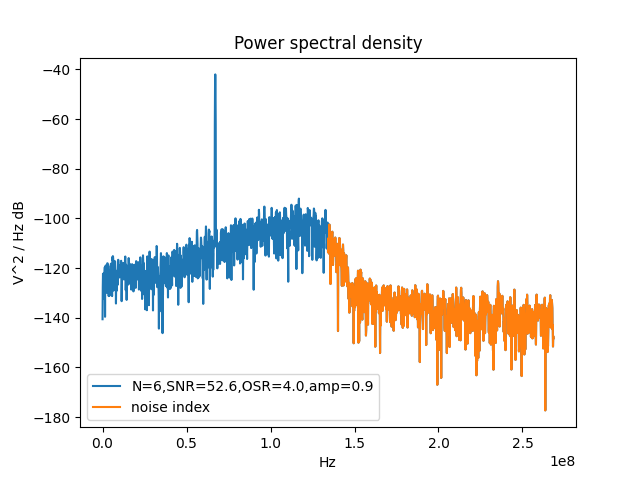 Power spectral density
V^2 / Hz dB
−40
−60
−80
−100
−120
−140
−160
−180
N=6,SNR=52.6,OSR=4.0,amp=0.9
noise index
0.0 0.5 1.0 1.5 2.0 2.5
1e8
Hz